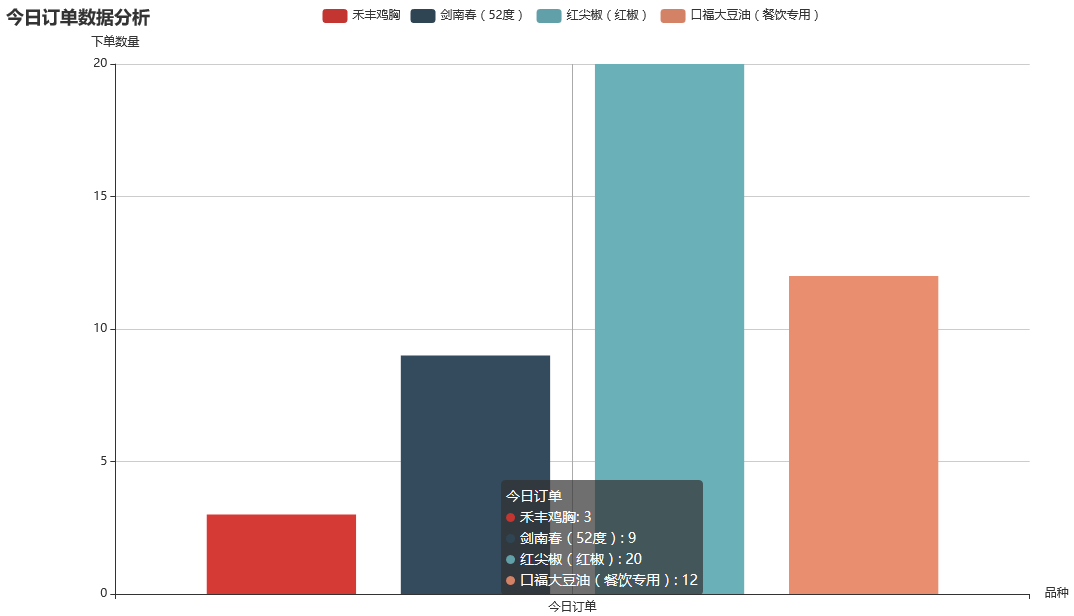 今日订单数据分析
禾丰鸡胸 剑南春（52度） 红尖椒（红椒） 口福大豆油（餐饮专用）
下单数量
20
15
10
5
0
今日订单
禾丰鸡胸: 3
剑南春（52度）: 9
红尖椒（红椒）: 20
口福大豆油（餐饮专用）: 12
品种
今日订单